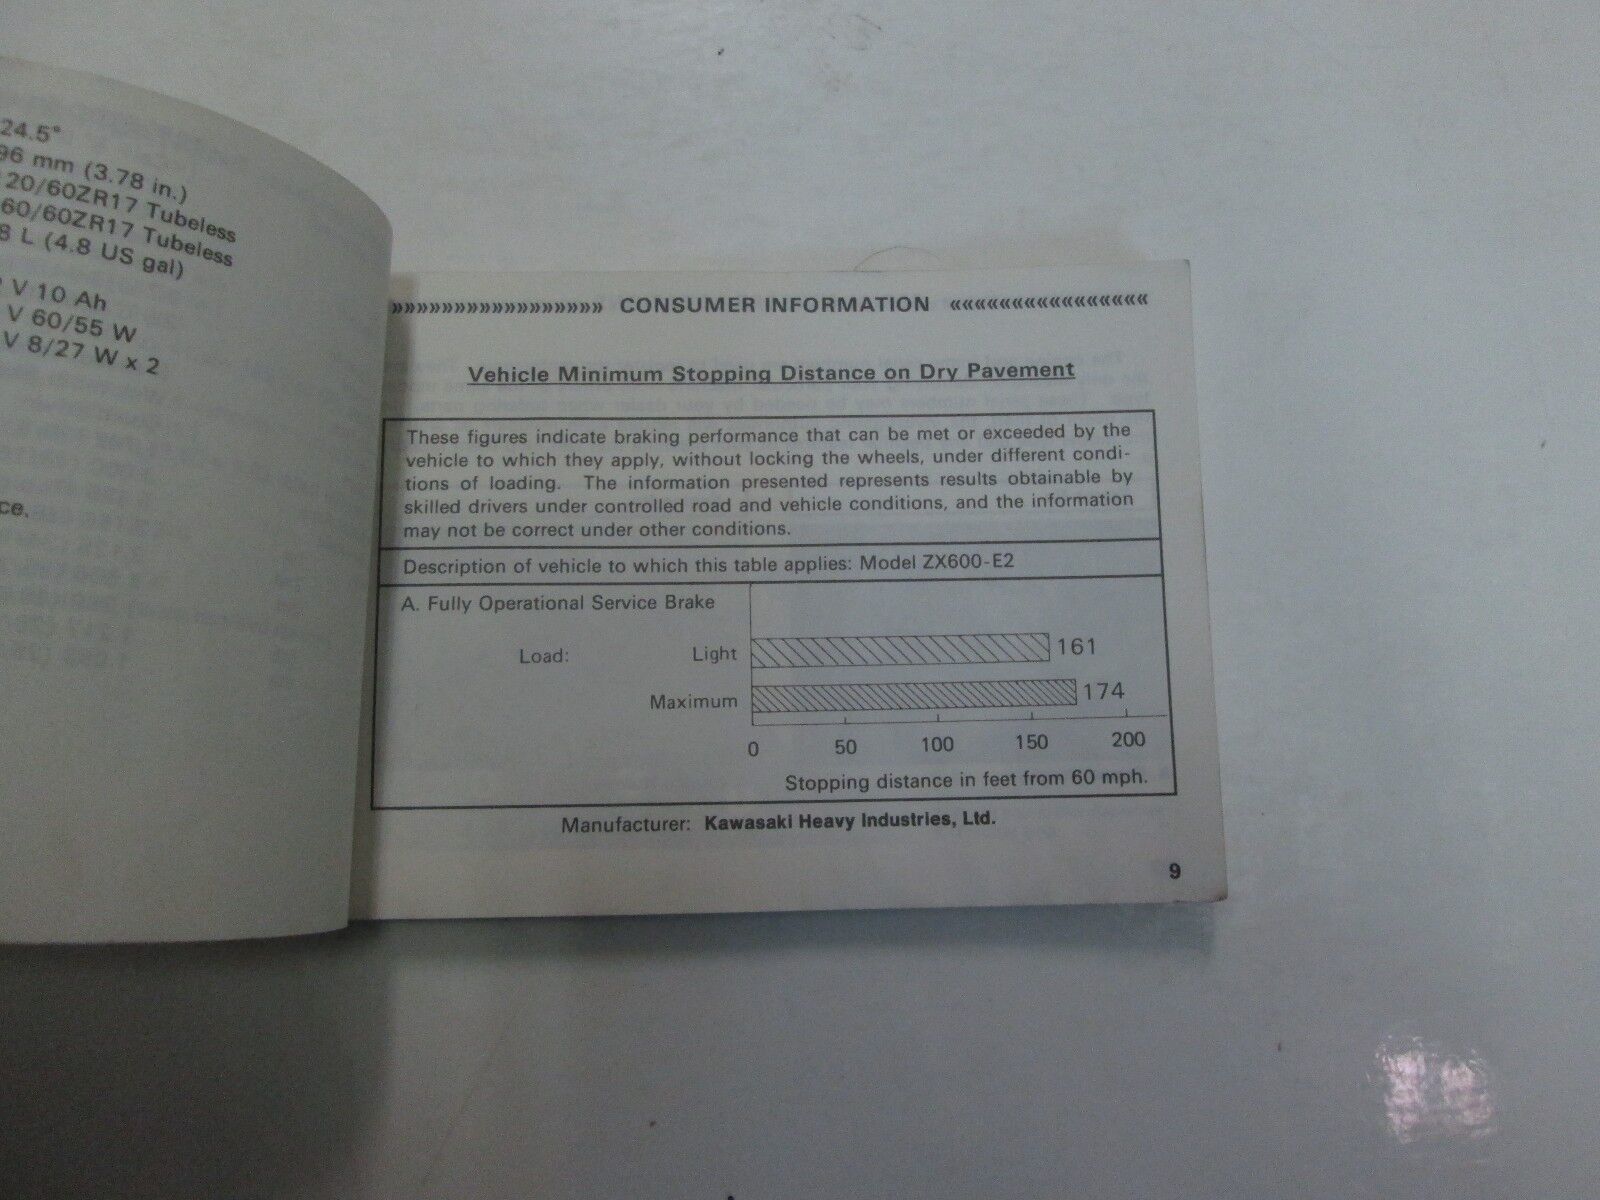 24.5°
96 mm (3.78 in.)
20/60ZR17 Tubeless
60/60ZR17 Tubeless
8 L (4.8 US gal)
V 10 Ah
V 60/55 W
V 8/27 W x 2
ce.
»»»»»»»»»»»»»»»»» CONSUMER INFORMATION ««««««««««««««««
Vehicle Minimum Stopping Distance on Dry Pavement
These figures indicate braking performance that can be met or exceeded by the
vehicle to which they apply, without locking the wheels, under different condi-
tions of loading. The information presented represents results obtainable by
skilled drivers under controlled road and vehicle conditions, and the information
may not be correct under other conditions.
Description of vehicle to which this table applies: Model ZX600-E2
A. Fully Operational Service Brake
Load: Light 161
Maximum 174
0 50 100 150 200
Stopping distance in feet from 60 mph.
Manufacturer: Kawasaki Heavy Industries, Ltd.
9